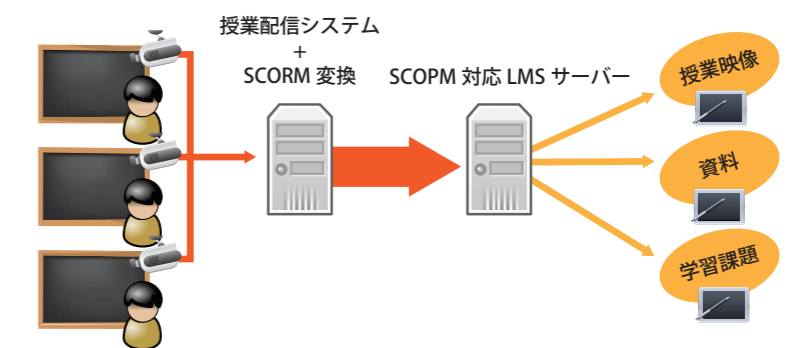 授業配信システム
+
SCORM 変換
SCOPM 対応 LMS サーバー
授業映像
資料
学習課題